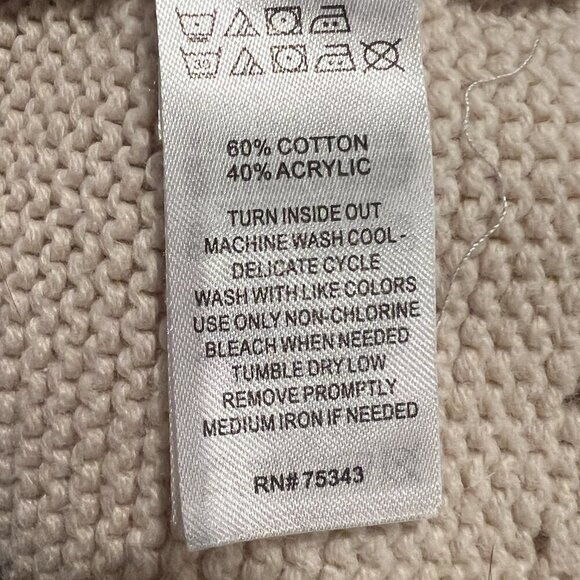 60% COTTON
40% ACRYLIC
TURN INSIDE OUT
MACHINE WASH COOL -
DELICATE CYCLE
WASH WITH LIKE COLORS
USE ONLY NON-CHLORINE
BLEACH WHEN NEEDED
TUMBLE DRY LOW
REMOVE PROMPTLY
MEDIUM IRON IF NEEDED
RN# 75343